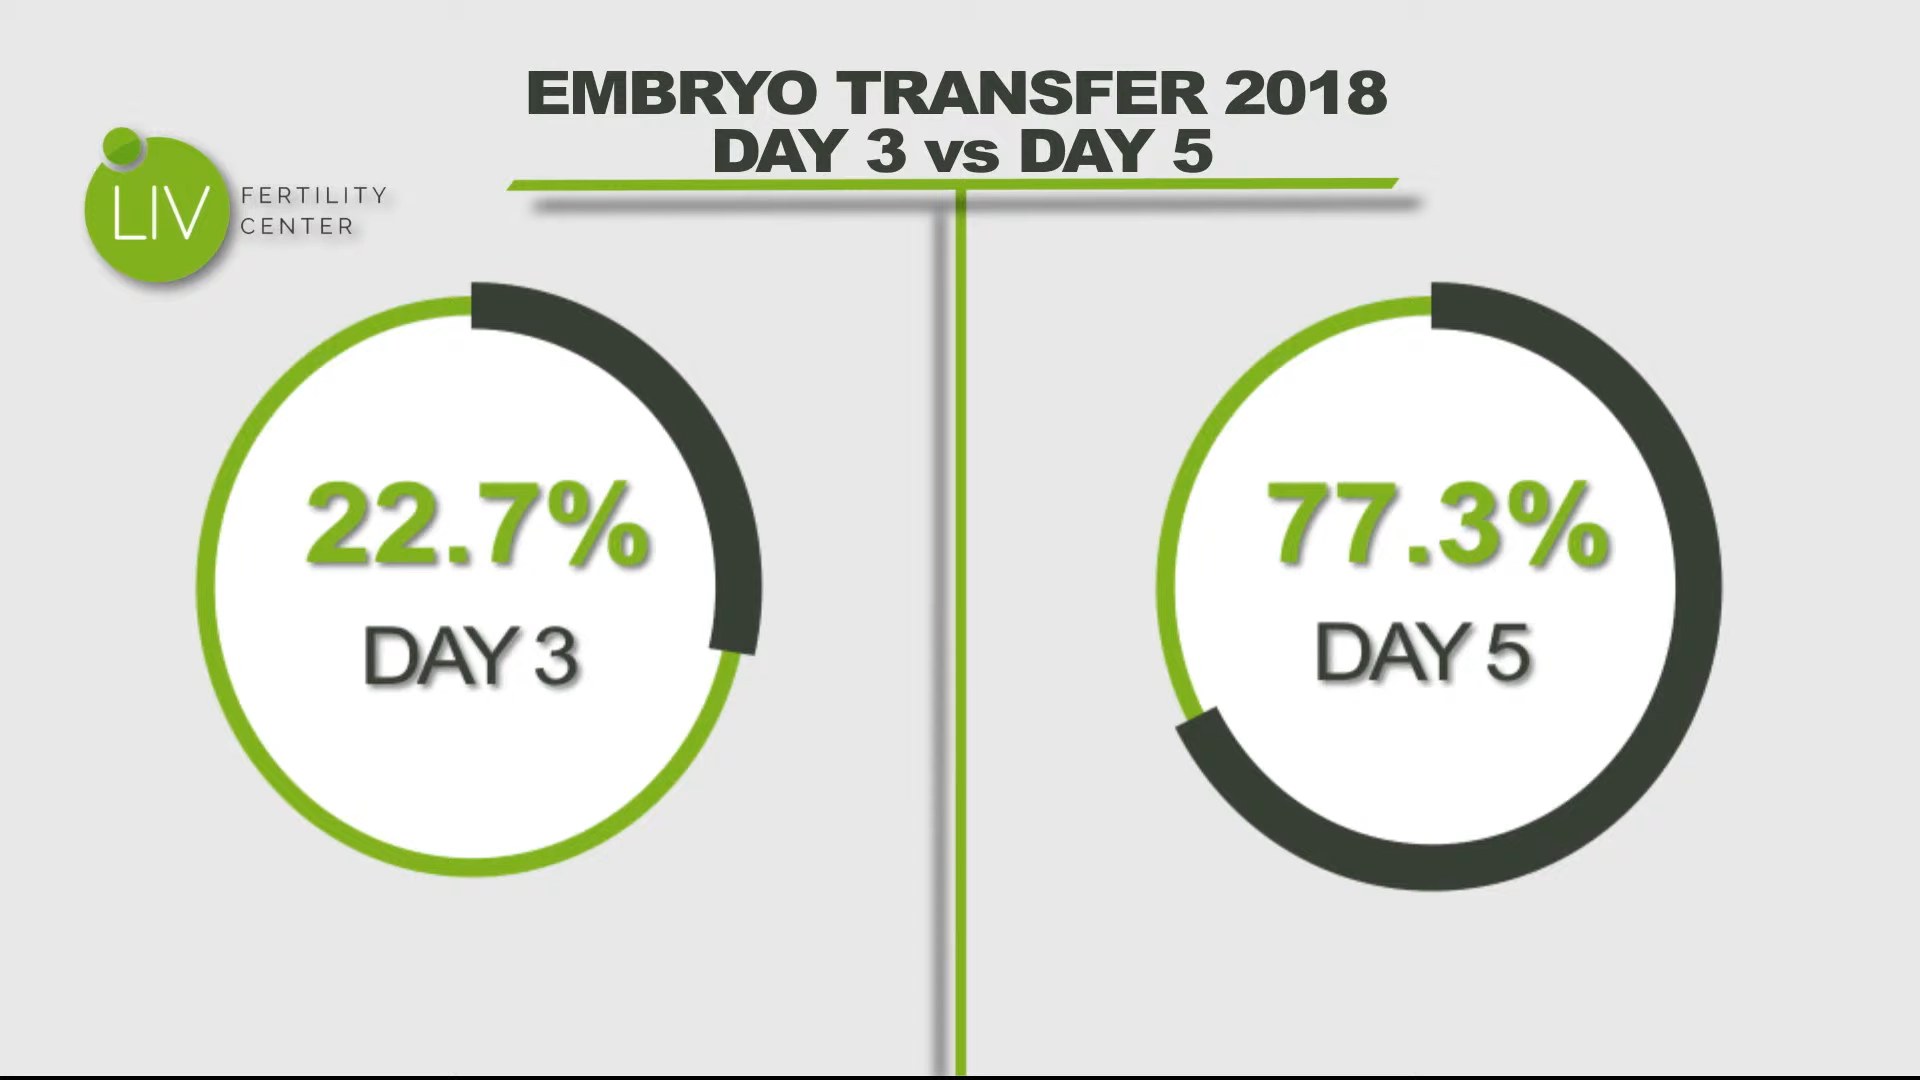 EMBRYO TRANSFER 2018
DAY 3 vs DAY 5
LIV
FERTILITY
CENTER
22.7%
DAY 3
77.3%
DAY 5